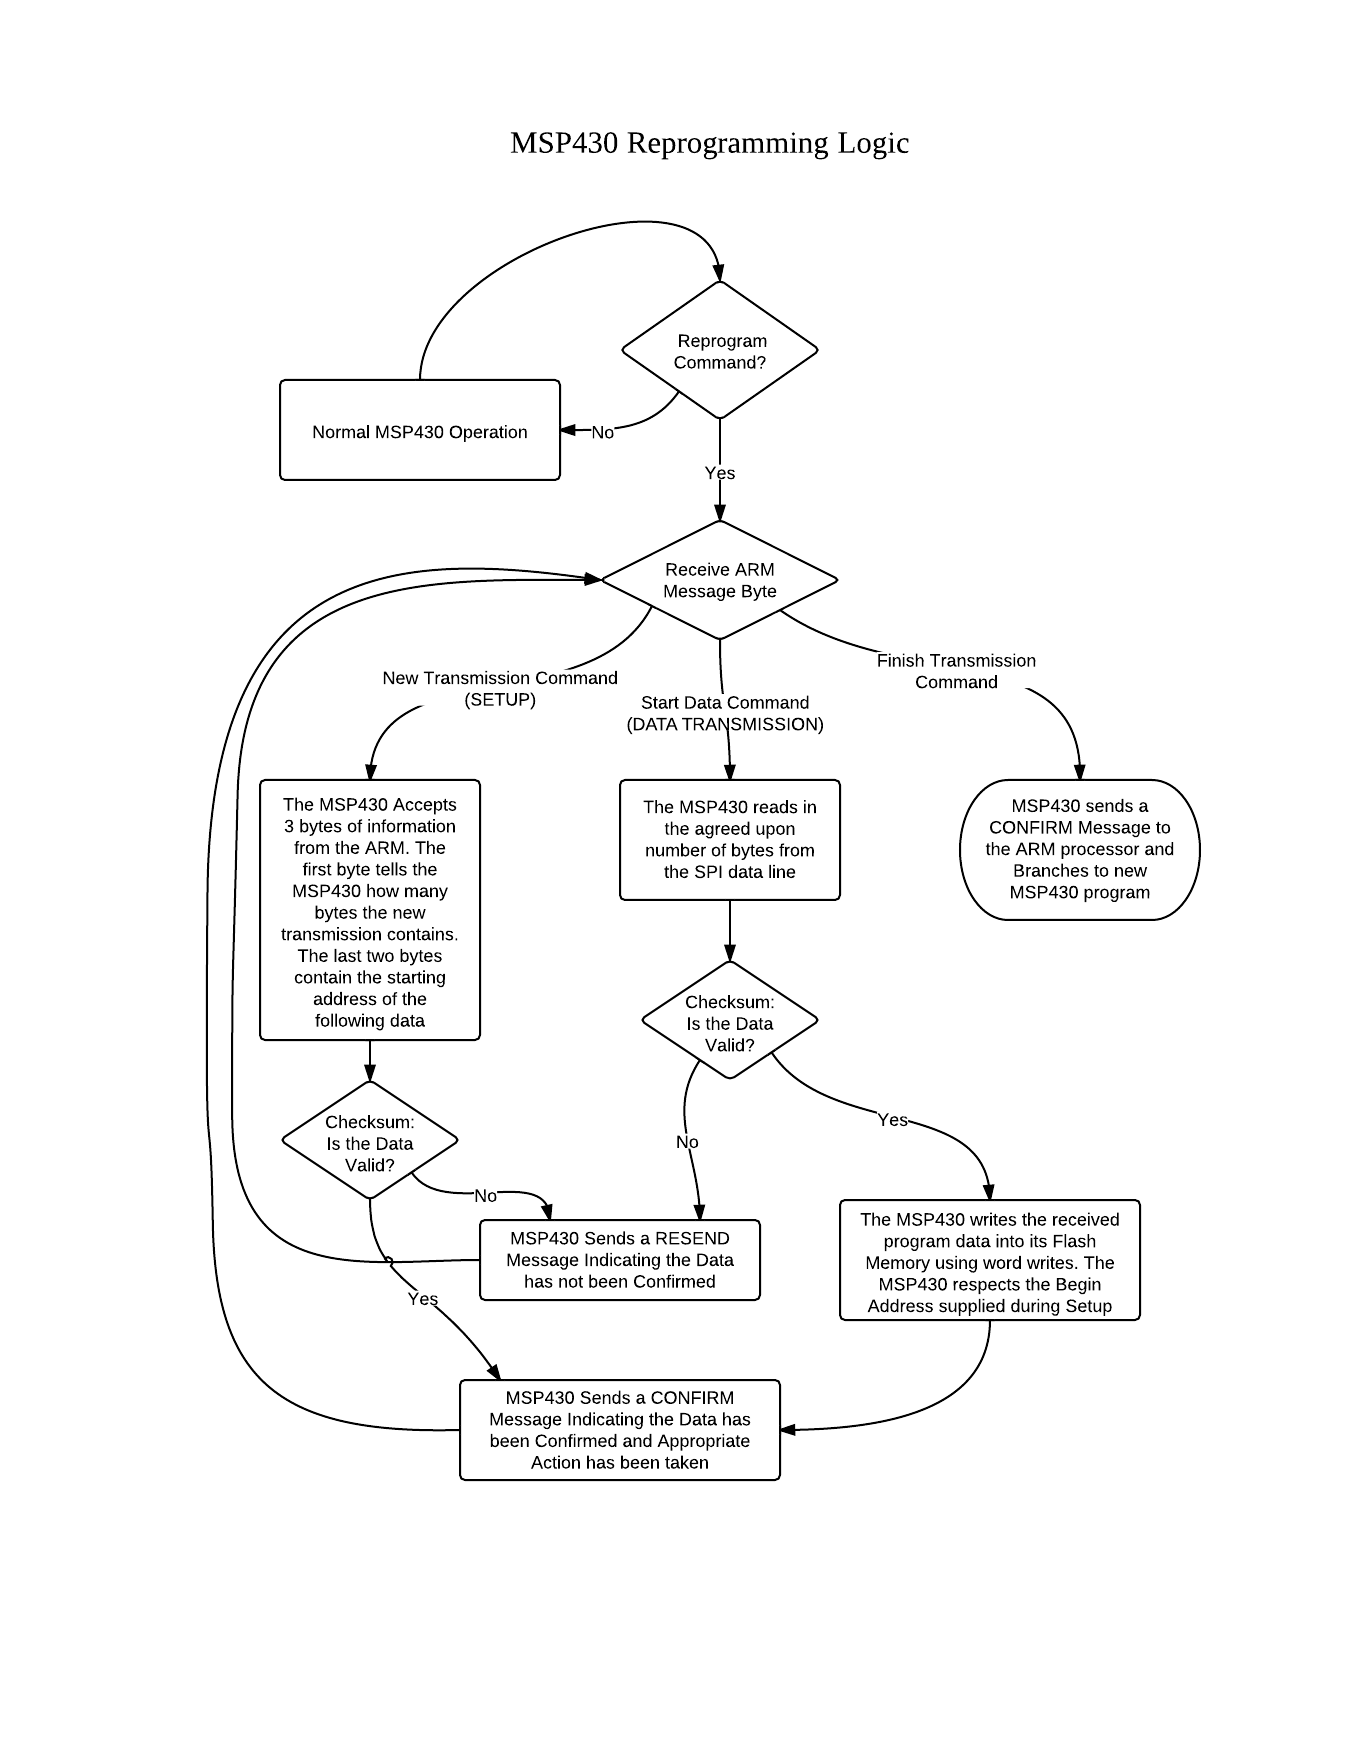 MSP430 Reprogramming Logic
Reprogram
Command?
Normal MSP430 Operation
No
Yes
Receive ARM
Message Byte
New Transmission Command
(SETUP)
Start Data Command
(DATA TRANSMISSION)
Finish Transmission
Command
The MSP430 Accepts
3 bytes of information
from the ARM. The
first byte tells the
MSP430 how many
bytes the new
transmission contains.
The last two bytes
contain the starting
address of the
following data
The MSP430 reads in
the agreed upon
number of bytes from
the SPI data line
MSP430 sends a
CONFIRM Message to
the ARM processor and
Branches to new
MSP430 program
Checksum:
Is the Data
Valid?
Checksum:
Is the Data
Valid?
No
Yes
No
Yes
MSP430 Sends a RESEND
Message Indicating the Data
has not been Confirmed
The MSP430 writes the received
program data into its Flash
Memory using word writes. The
MSP430 respects the Begin
Address supplied during Setup
MSP430 Sends a CONFIRM
Message Indicating the Data has
been Confirmed and Appropriate
Action has been taken